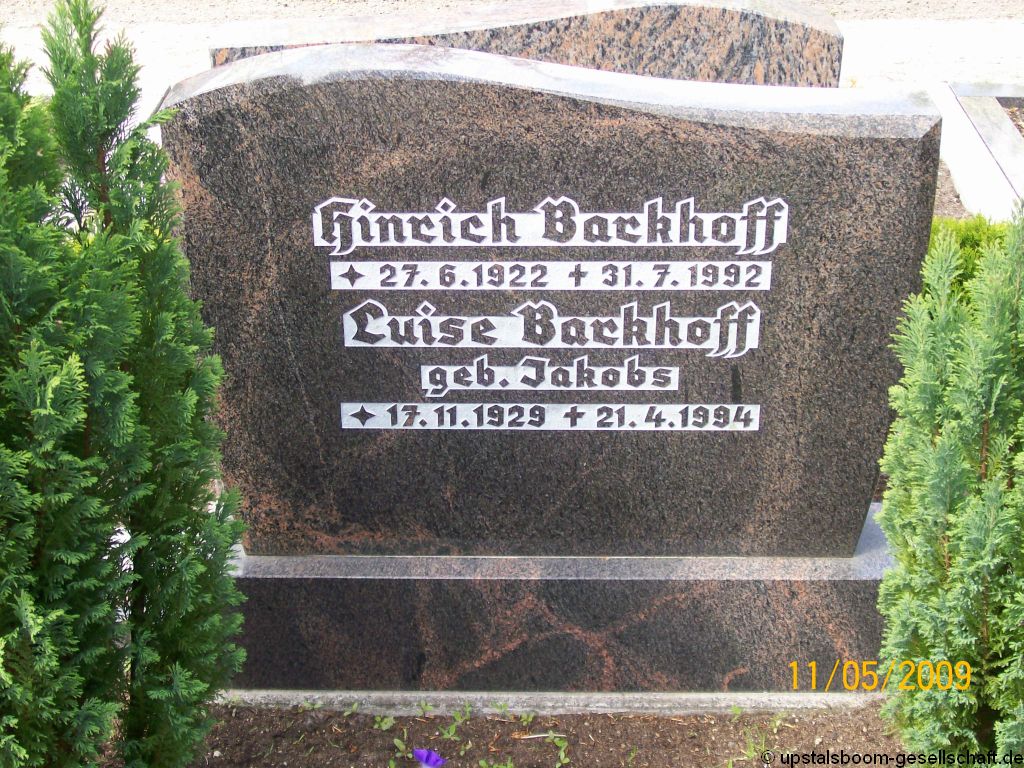 Hinrich Backhoff
✦ 27.6.1922 ✝ 31.7.1992
Luise Backhoff
geb. Jakobs
✦ 17.11.1929 ✝ 21.4.1994
11/05/2009
© upstalsboom-gesellschaft.de